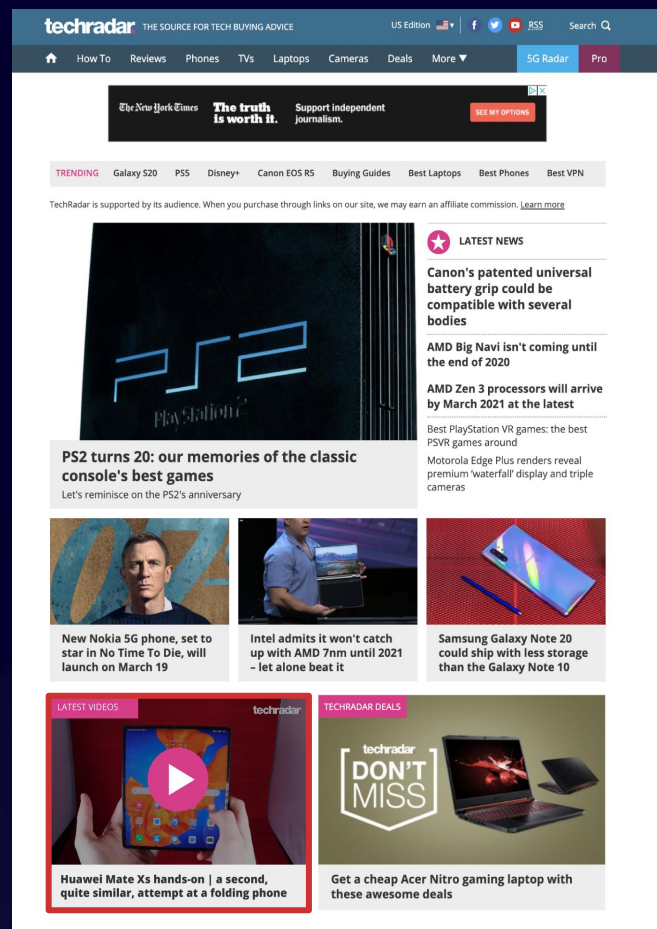 techradar. THE SOURCE FOR TECH BUYING ADVICE
US Edition
RSS
Search
How To
Reviews
Phones
TVs
Laptops
Cameras
Deals
More ▼
5G Radar
Pro
The New York Times
The truth
is worth it.
Support independent
journalism.
SEE MY OPTIONS
TRENDING
Galaxy S20
PS5
Disney+
Canon EOS R5
Buying Guides
Best Laptops
Best Phones
Best VPN
TechRadar is supported by its audience. When you purchase through links on our site, we may earn an affiliate commission. Learn more
PS2
PlayStation 2
PS2 turns 20: our memories of the classic
console's best games
Let's reminisce on the PS2's anniversary
LATEST NEWS
Canon's patented universal
battery grip could be
compatible with several
bodies
AMD Big Navi isn't coming until
the end of 2020
AMD Zen 3 processors will arrive
by March 2021 at the latest
Best PlayStation VR games: the best
PSVR games around
Motorola Edge Plus renders reveal
premium ‘waterfall’ display and triple
cameras
New Nokia 5G phone, set to
star in No Time To Die, will
launch on March 19
Intel admits it won't catch
up with AMD 7nm until 2021
– let alone beat it
Samsung Galaxy Note 20
could ship with less storage
than the Galaxy Note 10
LATEST VIDEOS
techradar
Huawei Mate Xs hands-on | a second,
quite similar, attempt at a folding phone
TECHRADAR DEALS
techradar
DON'T
MISS
Get a cheap Acer Nitro gaming laptop with
these awesome deals